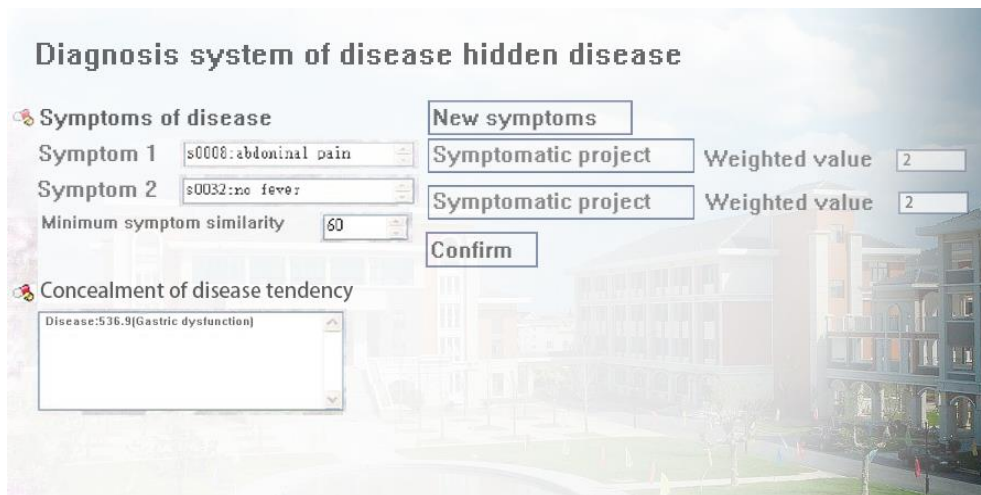 Diagnosis system of disease hidden disease
Symptoms of disease New symptoms
Symptom 1 s0008:abdominal pain Symptomatic project Weighted value 2
Symptom 2 s0032:no fever Symptomatic project Weighted value 2
Minimum symptom similarity 60
Confirm
Concealment of disease tendency
Disease:536.9(Gastric dysfunction)